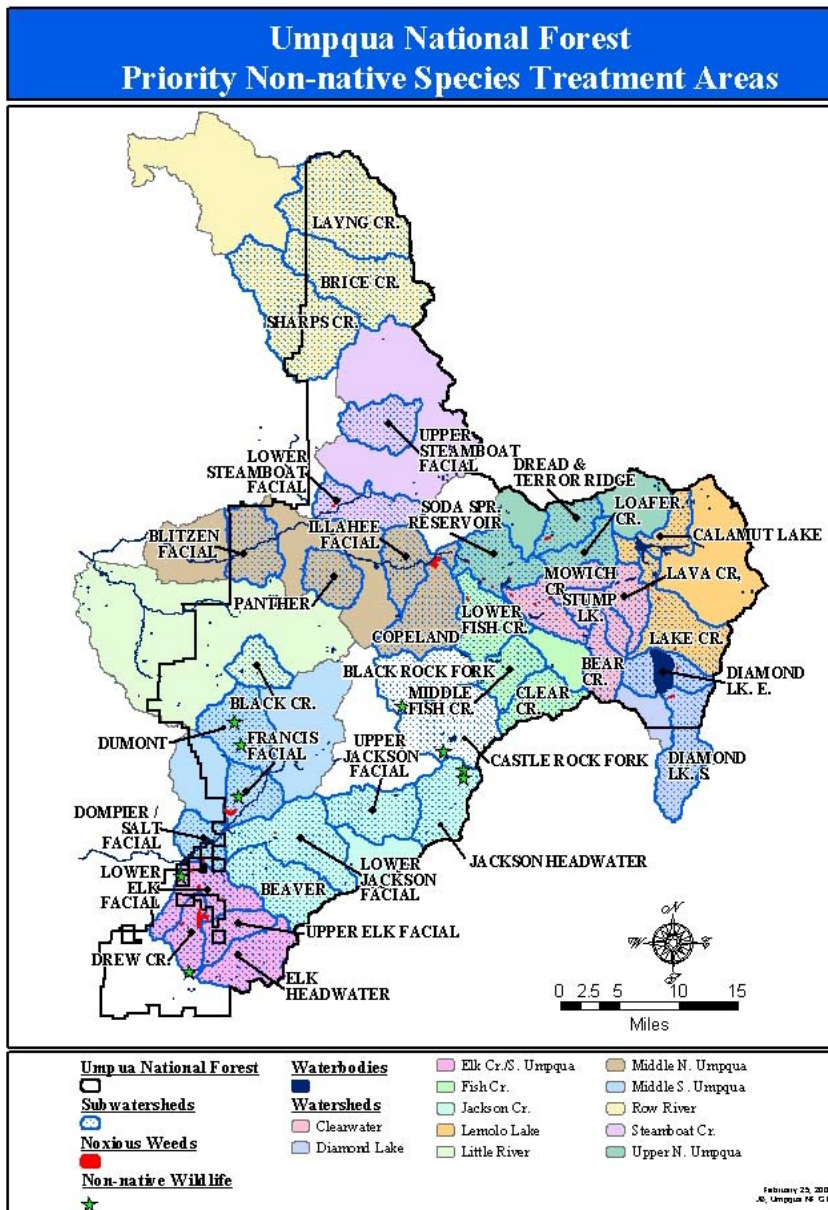 Umpqua National Forest
Priority Non-native Species Treatment Areas
LAYNG CR.
BRICE CR.
SHARPS CR.
UPPER
STEAMBOAT
FACIAL
LOWER
STEAMBOAT
FACIAL
DREAD &
TERROR RIDGE
SODA SPR.
RESERVOIR
LOAFER
CR.
ILLAHEE
FACIAL
BLITZEN
FACIAL
CALAMUT LAKE
MOWICH
CR.
LAVA CR,
STUMP
LK.
PANTHER
LOWER
FISH CR.
COPELAND
LAKE CR.
BLACK ROCK FORK
BEAR
CR.
DIAMOND
LK. E.
MIDDLE
FISH CR.
CLEAR
CR.
BLACK CR.
DUMONT
FRANCIS
FACIAL
UPPER
JACKSON
FACIAL
CASTLE ROCK FORK
DIAMOND
LK. S.
DOMPIER /
SALT
FACIAL
JACKSON HEADWATER
LOWER
JACKSON
FACIAL
LOWER
ELK
FACIAL
BEAVER
UPPER ELK FACIAL
DREW CR.
ELK
HEADWATER
N
W
E
S
0 2.5 5 10 15
Miles
Umpua National Forest
Subwatersheds
Noxious Weeds
Non-native Wildlife
Waterbodies
Watersheds
Clearwater
Diamond Lake
Elk Cr./S. Umpqua
Fish Cr.
Jackson Cr.
Lemolo Lake
Little River
Middle N. Umpqua
Middle S. Umpqua
Row River
Steamboat Cr.
Upper N. Umpqua
February 25, 200
JB, Umpqua NF GI